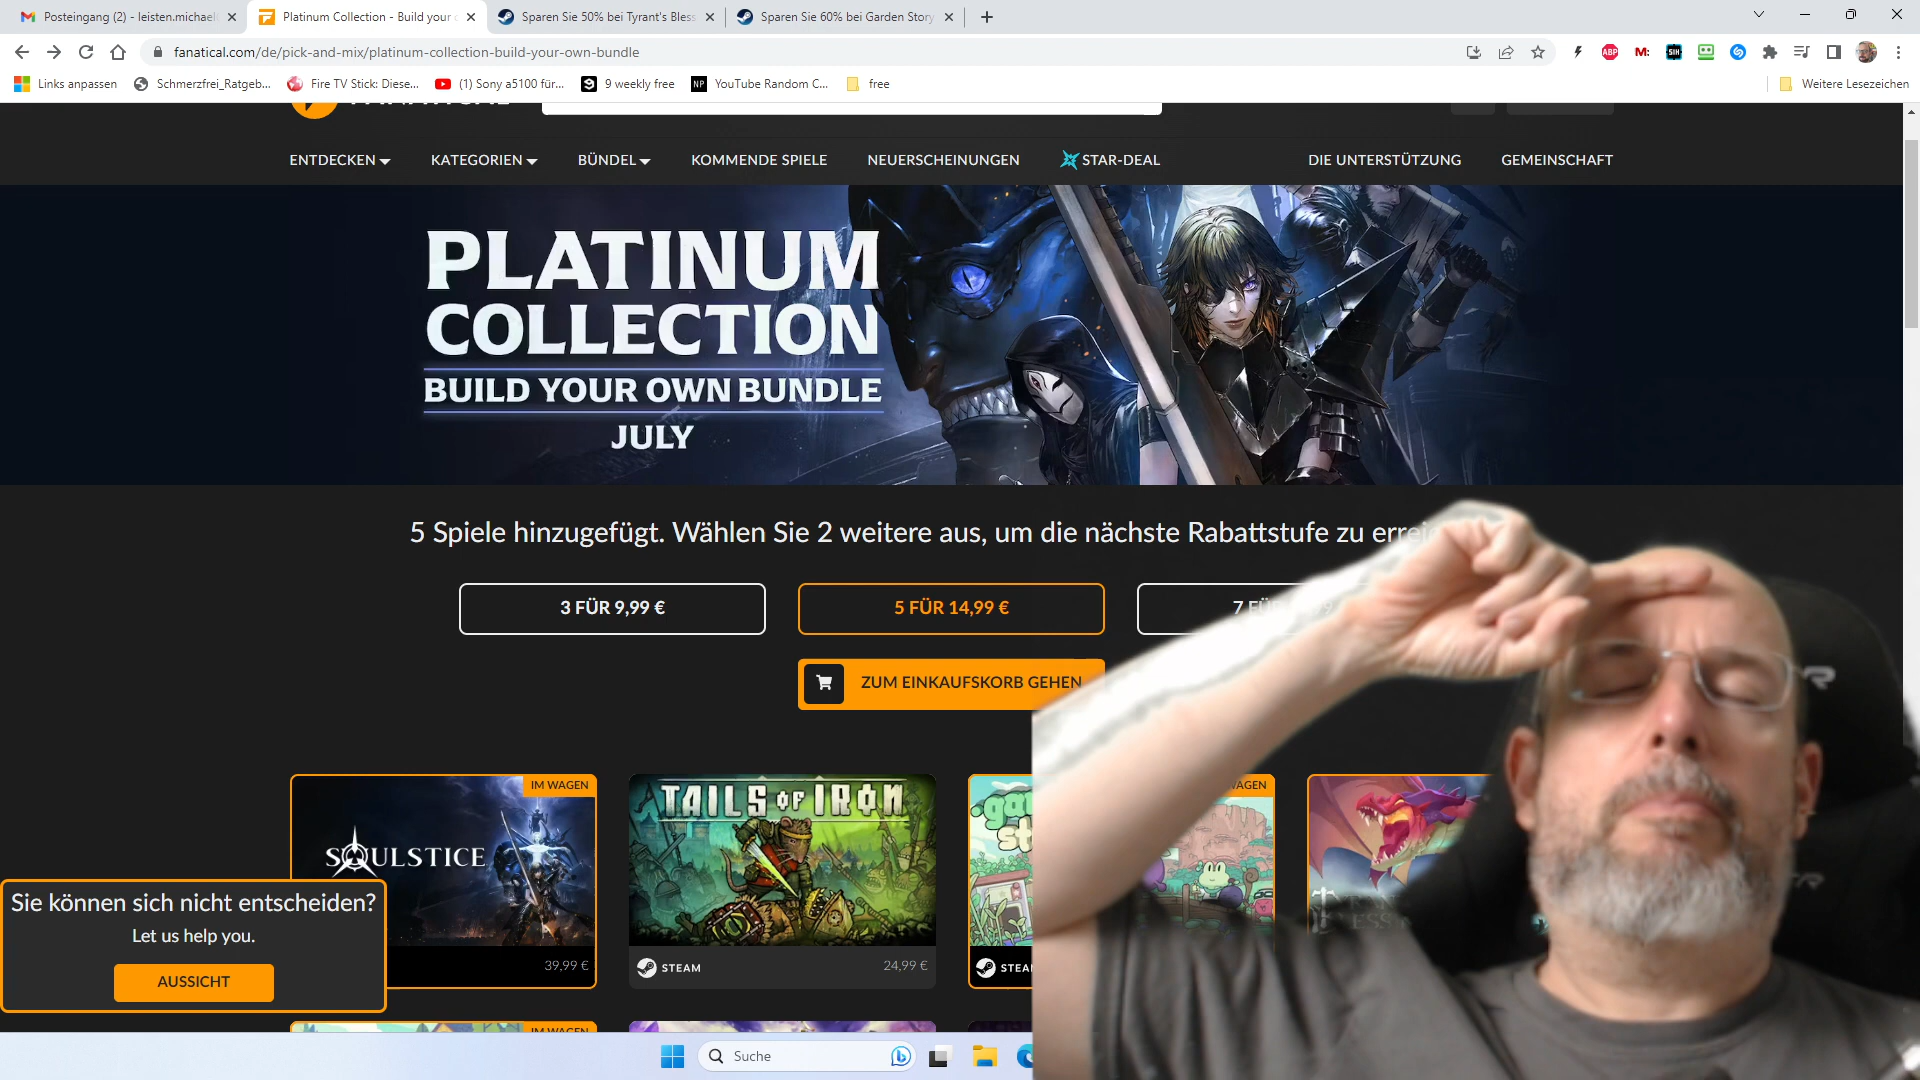 Posteingang (2) - leisten.michael
Platinum Collection - Build your
Sparen Sie 50% bei Tyrant's Bless
Sparen Sie 60% bei Garden Story
fanatical.com/de/pick-and-mix/platinum-collection-build-your-own-bundle
ABP
M:
SIH
Links anpassen
Schmerzfrei_Ratgeb...
Fire TV Stick: Diese...
(1) Sony a5100 für...
9 weekly free
NP
YouTube Random C...
free
Weitere Lesezeichen
ENTDECKEN
KATEGORIEN
BÜNDEL
KOMMENDE SPIELE
NEUERSCHEINUNGEN
STAR-DEAL
DIE UNTERSTÜTZUNG
GEMEINSCHAFT
PLATINUM
COLLECTION
BUILD YOUR OWN BUNDLE
JULY
5 Spiele hinzugefügt. Wählen Sie 2 weitere aus, um die nächste Rabattstufe zu
3 FÜR 9,99 €
5 FÜR 14,99 €
7
ZUM EINKAUFSKORB GEHEN
IM WAGEN
SOULSTICE
39,99 €
TAILS OF IRON
STEAM
24,99 €
WAGEN
Sie können sich nicht entscheiden?
Let us help you.
AUSSICHT
IM WAGEN
Suche